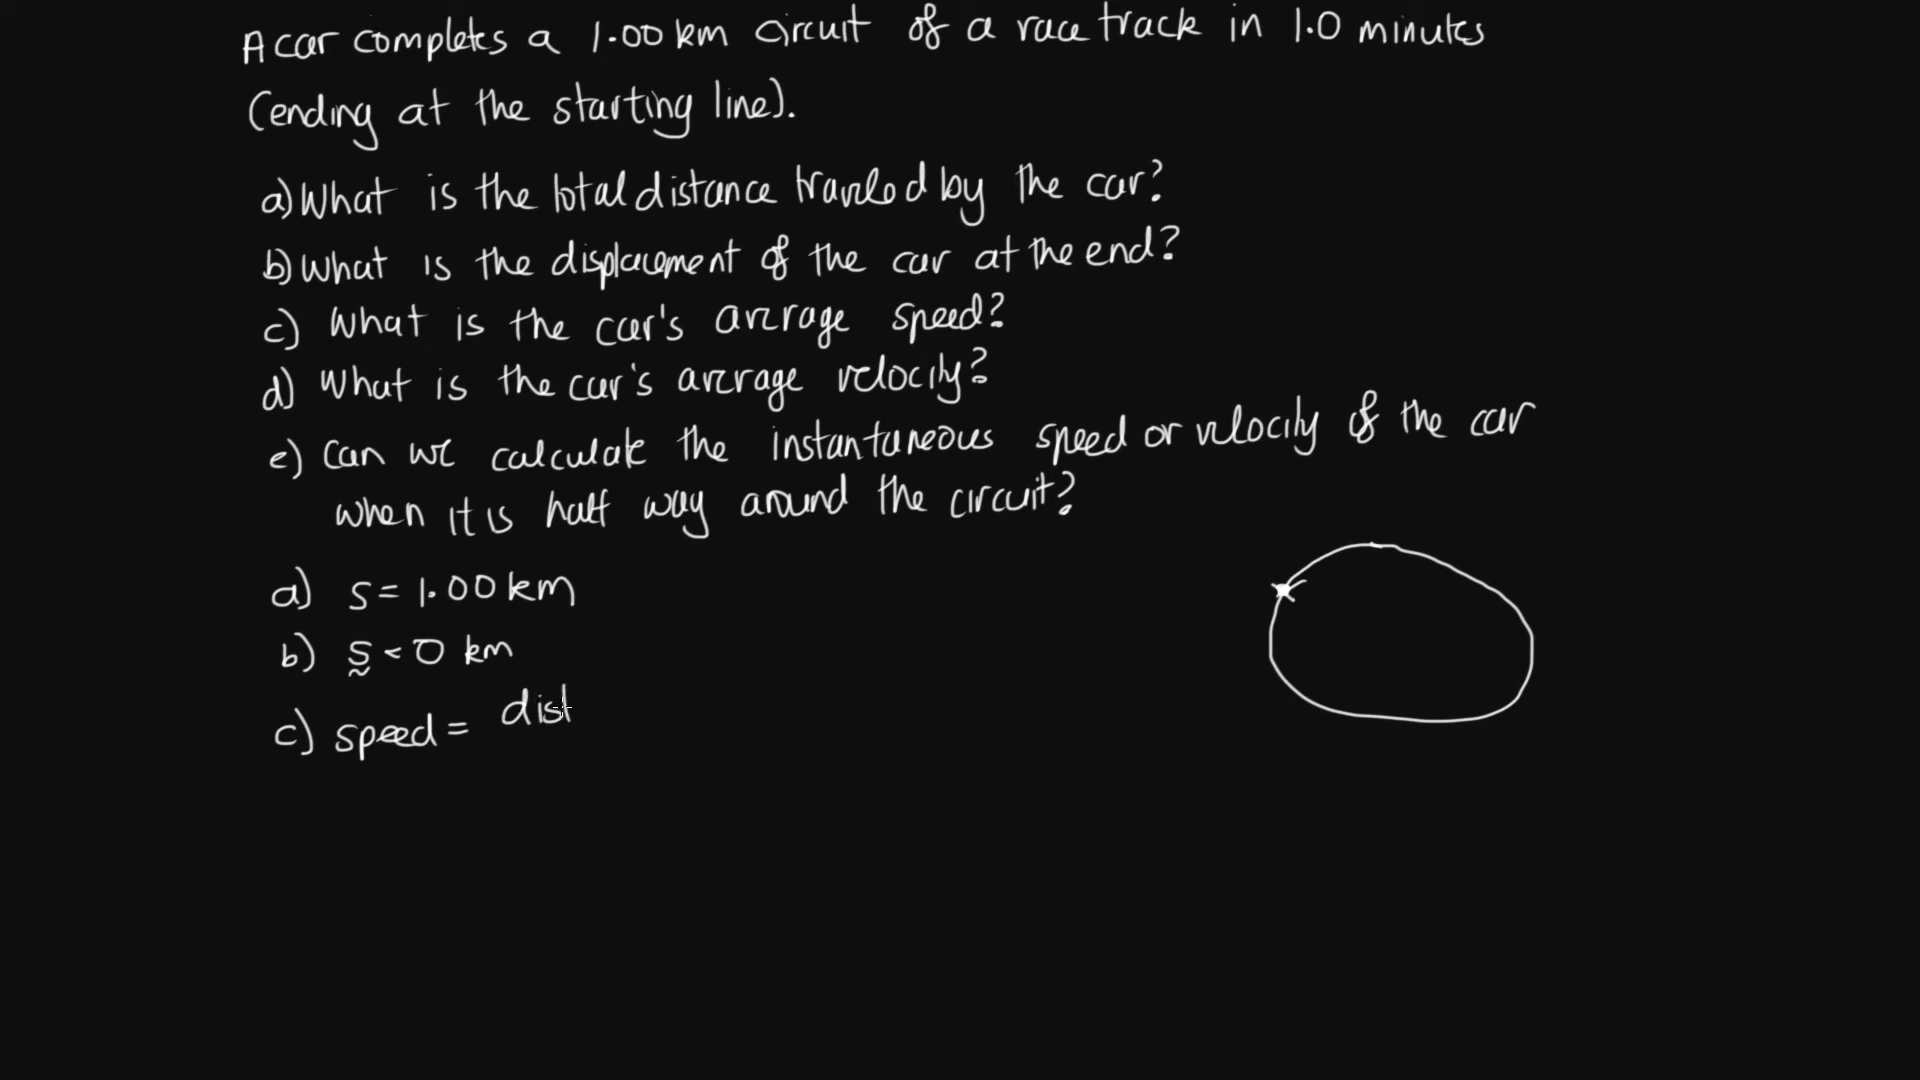 A car completes a 1.00 km circuit of a race track in 1.0 minutes
(ending at the starting line).
a) What is the total distance traveled by the car?
b) What is the displacement of the car at the end?
c) What is the car's average speed?
d) What is the car's average velocity?
e) Can we calculate the instantaneous speed or velocity of the car
when it is half way around the circuit?
a) s = 1.00 km
b) s̰ = 0 km
c) speed = dist